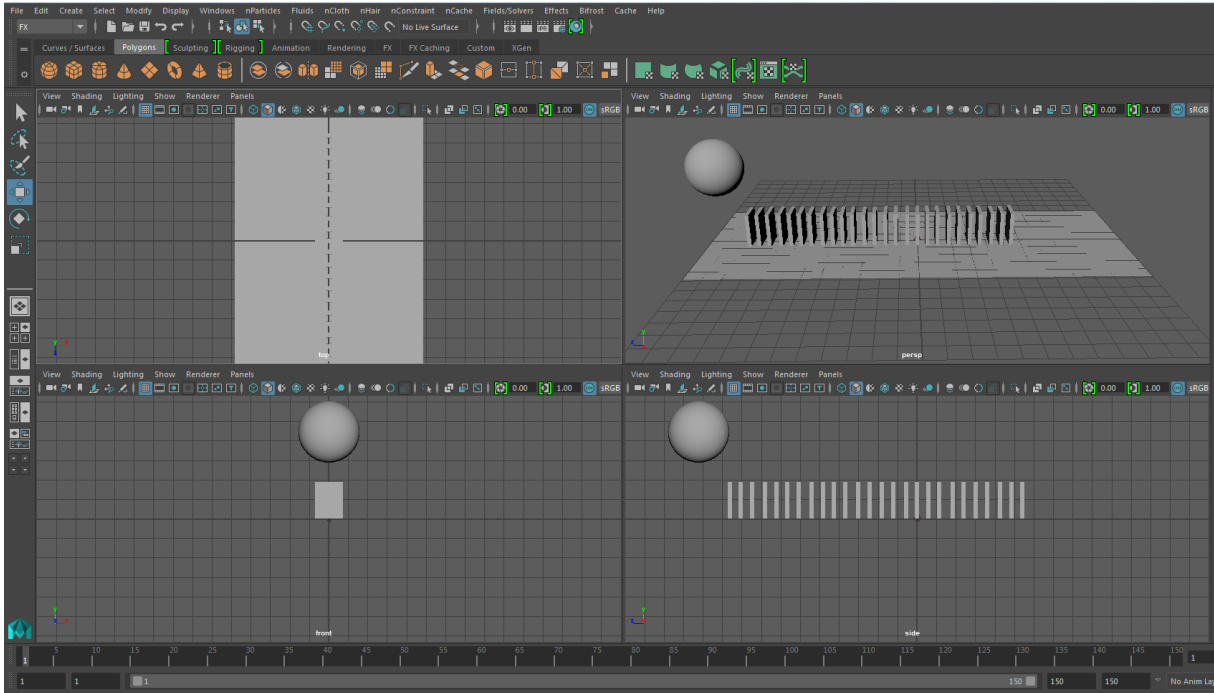 File Edit Create Select Modify Display Windows nParticles Fluids nCloth nHair nConstraint nCache Fields/Solvers Effects Bifrost Cache Help
FX No Live Surface IPR
Curves / Surfaces Polygons Sculpting Rigging Animation Rendering FX FX Caching Custom XGen
View Shading Lighting Show Renderer Panels
0.00 1.00 sRGB
top
View Shading Lighting Show Renderer Panels
0.00 1.00 sRGB
persp
View Shading Lighting Show Renderer Panels
0.00 1.00 sRGB
front
View Shading Lighting Show Renderer Panels
0.00 1.00 sRGB
side
1 5 10 15 20 25 30 35 40 45 50 55 60 65 70 75 80 85 90 95 100 105 110 115 120 125 130 135 140 145 150 1
1 1 1 150 150 150 No Anim Lay